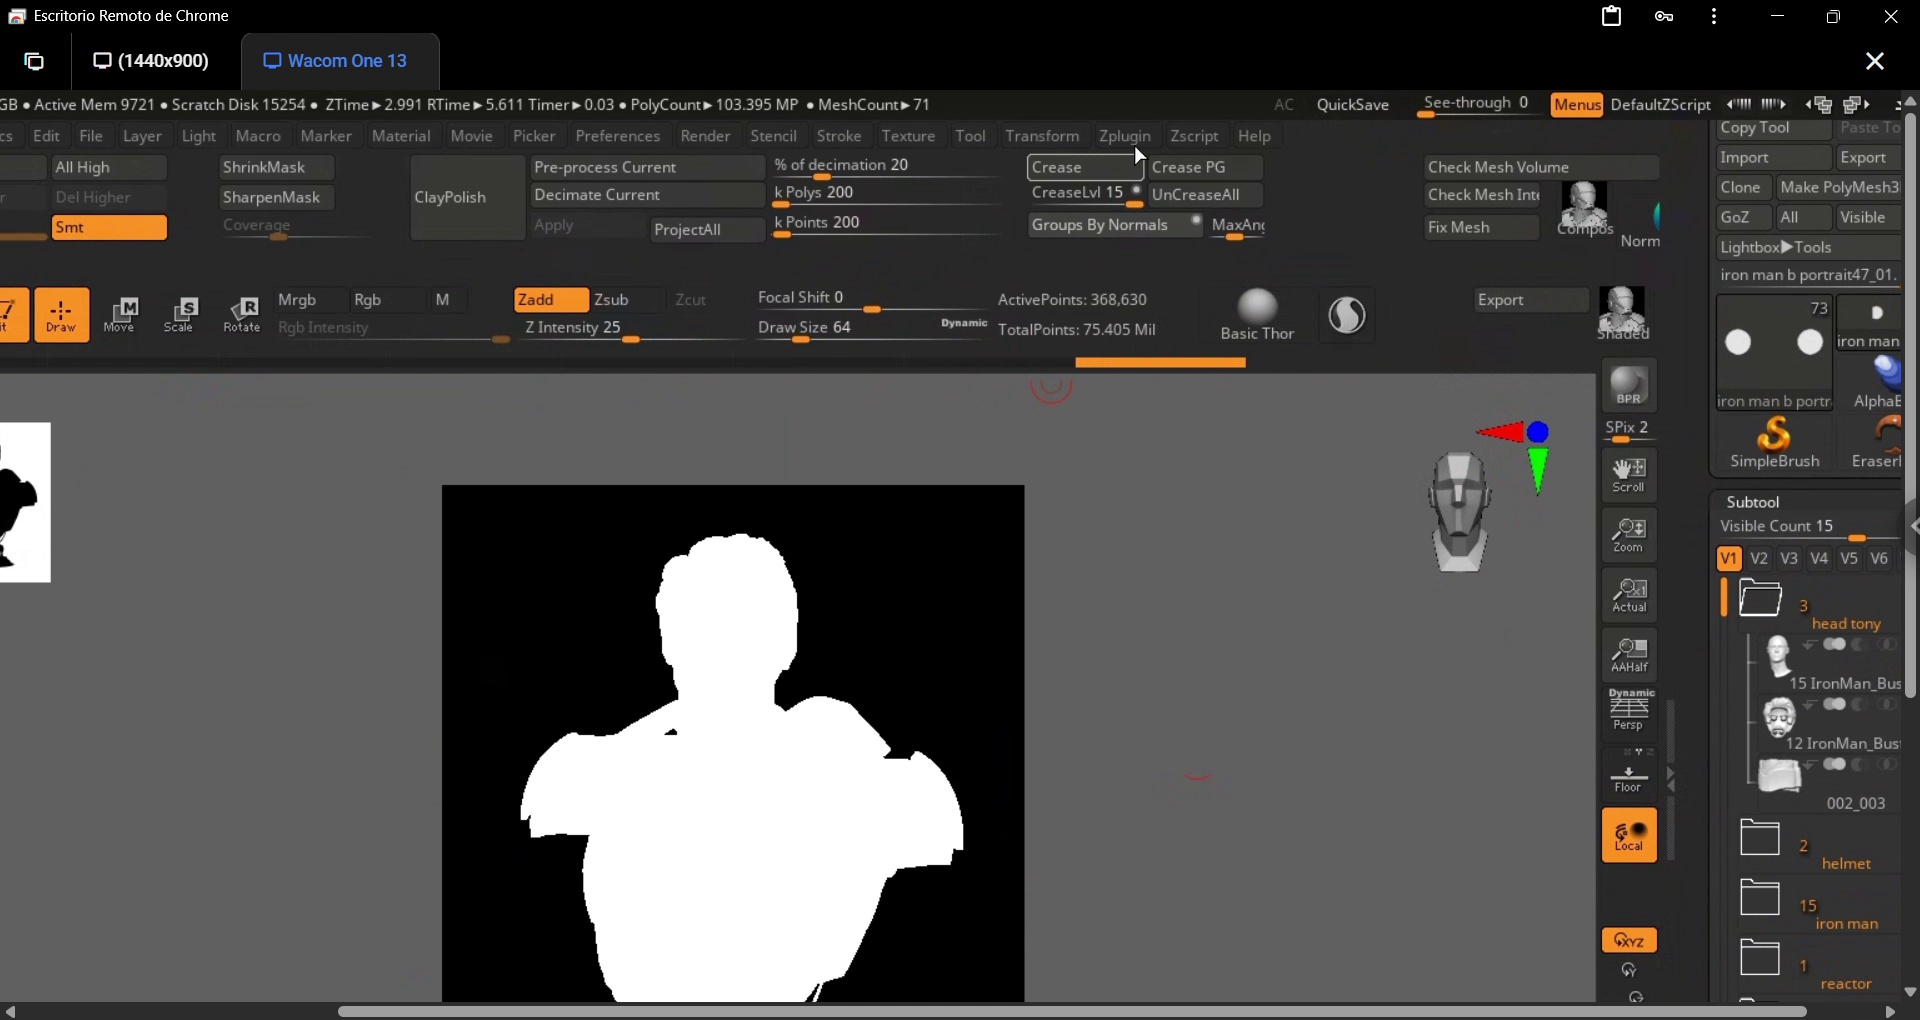 Escritorio Remoto de Chrome
(1440x900)
Wacom One 13
GB • Active Mem 9721 • Scratch Disk 15254 • ZTime▶2.991 RTime▶5.611 Timer▶0.03 • PolyCount▶103.395 MP • MeshCount▶71
AC QuickSave See-through 0 Menus DefaultZScript
cs Edit File Layer Light Macro Marker Material Movie Picker Preferences Render Stencil Stroke Texture Tool Transform Zplugin Zscript Help
Copy Tool Paste To
Import Export
Clone Make PolyMesh3
GoZ All Visible
Lightbox▶Tools
iron man b portrait47_01.
All High ShrinkMask ClayPolish Pre-process Current % of decimation 20 Crease Crease PG Check Mesh Volume
r Del Higher SharpenMask Decimate Current k Polys 200 CreaseLvl 15 UnCreaseAll Check Mesh Inte
Smt Coverage Apply ProjectAll k Points 200 Groups By Normals MaxAng Fix Mesh Compos Norm
it Draw Move Scale Rotate
M S R
Mrgb Rgb M Zadd Zsub Zcut Focal Shift 0 ActivePoints: 368,630 Export
Rgb Intensity Z Intensity 25 Draw Size 64 Dynamic TotalPoints: 75.405 Mil Basic Thor Shaded
73
iron man
iron man b portr AlphaB
SimpleBrush Eraser
BPR
SPix 2
Scroll
Zoom
Actual
AAHalf
Dynamic
Persp
Floor
Local
XYZ
Y
Subtool
Visible Count 15
V1 V2 V3 V4 V5 V6
3
head tony
15 IronMan_Bus
12 IronMan_Bus
002_003
2
helmet
15
iron man
1
reactor